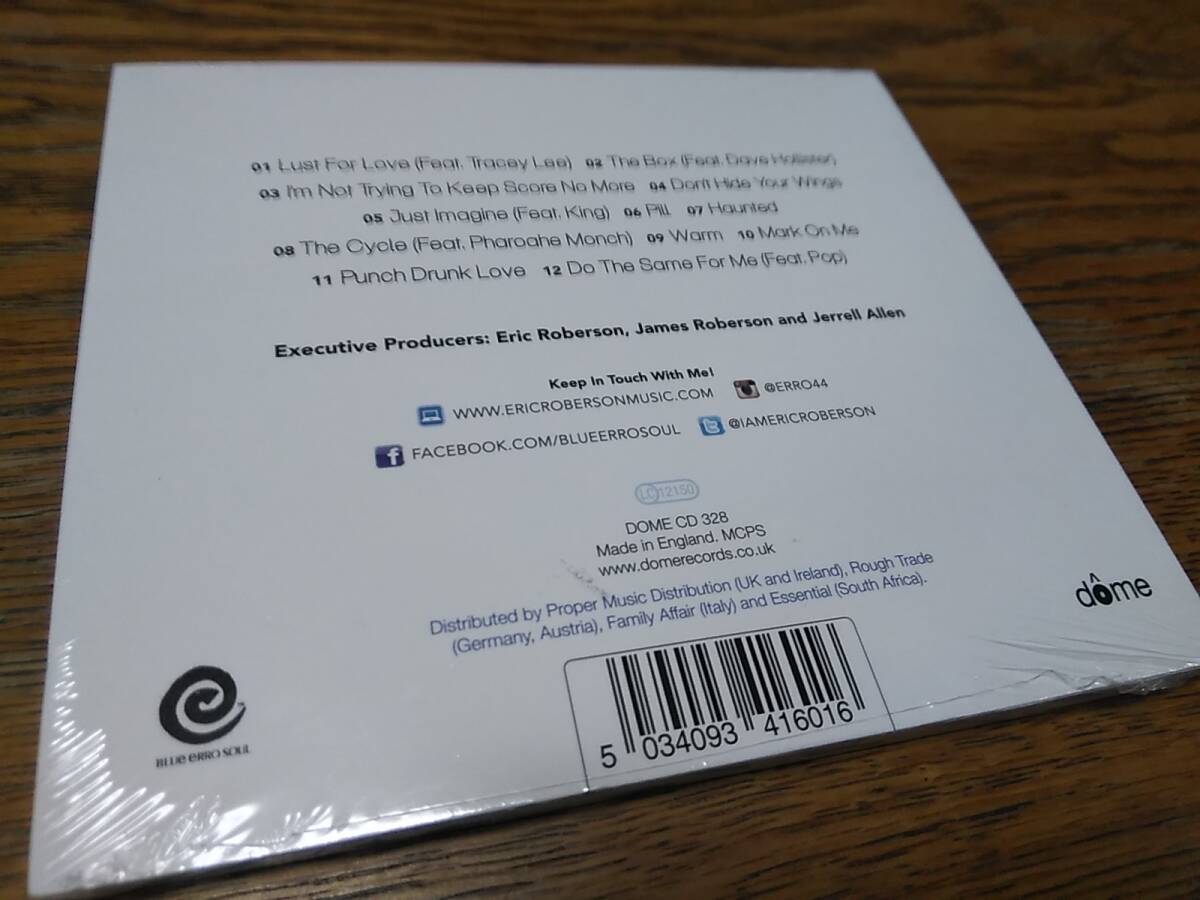 01 Lust For Love (Feat. Tracey Lee) 02 The Box (Feat. Dave Hollister)
03 I'm Not Trying To Keep Score No More 04 Don't Hide Your Wings
05 Just Imagine (Feat. King) 06 Pill 07 Haunted
08 The Cycle (Feat. Pharoahe Monch) 09 Warm 10 Mark On Me
11 Punch Drunk Love 12 Do The Same For Me (Feat. Pop)
Executive Producers: Eric Roberson, James Roberson and Jerrell Allen
Keep In Touch With Me!
WWW.ERICROBERSONMUSIC.COM @ERRO44
FACEBOOK.COM/BLUEERROSOUL @IAMERICROBERSON
LC 12150
DOME CD 328
Made in England. MCPS
www.domerecords.co.uk
Distributed by Proper Music Distribution (UK and Ireland), Rough Trade
(Germany, Austria), Family Affair (Italy) and Essential (South Africa).
dôme
BLUE ERRO SOUL
5 034093 416016